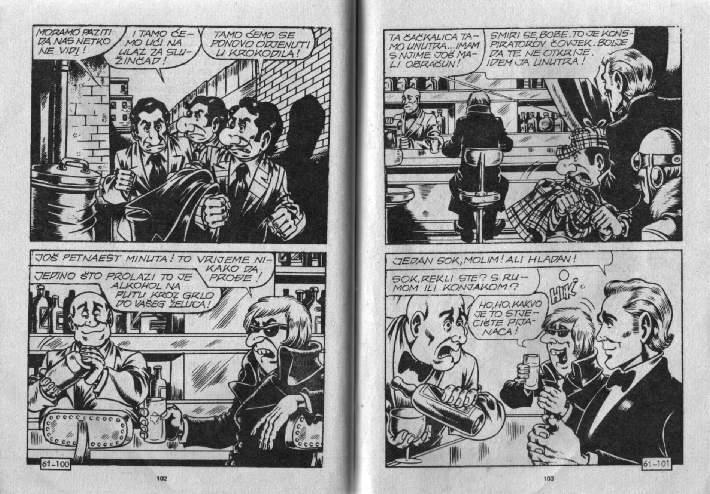 MORAMO PAZITI
DA NAS NETKO
NE VIDI!
I TAMO ĆE-
MO UĆI NA
ULAZ ZA SLU-
ŽINČAD!
TAMO ĆEMO SE
PONOVO ODJENUTI
U KROKODILA!
JOŠ PETNAEST MINUTA! TO VRIJEME NI-
KAKO DA
PROĐE!
JEDINO ŠTO PROLAZI TO JE
ALKOHOL NA
PUTU KROZ GRLO
DO VAŠEG ŽELUCA!
61-100
102
TA ČAČKALICA TA-
MO UNUTRA... IMAM
S NJIME JOŠ MA-
LI OBRAČUN!
SMIRI SE, BOBE. TO JE KONS-
PIRATOROV ČOVJEK. BOLJE
DA TE NE OTKRIJE.
IDEM JA UNUTRA!
JEDAN SOK, MOLIM! ALI HLADAN!
SOK, REKLI STE? S RU-
MOM ILI KONJAKOM?
HIK!
HO, HO, KAKVO
JE TO STJE-
CIŠTE PIJA-
NACA!
61-101
103